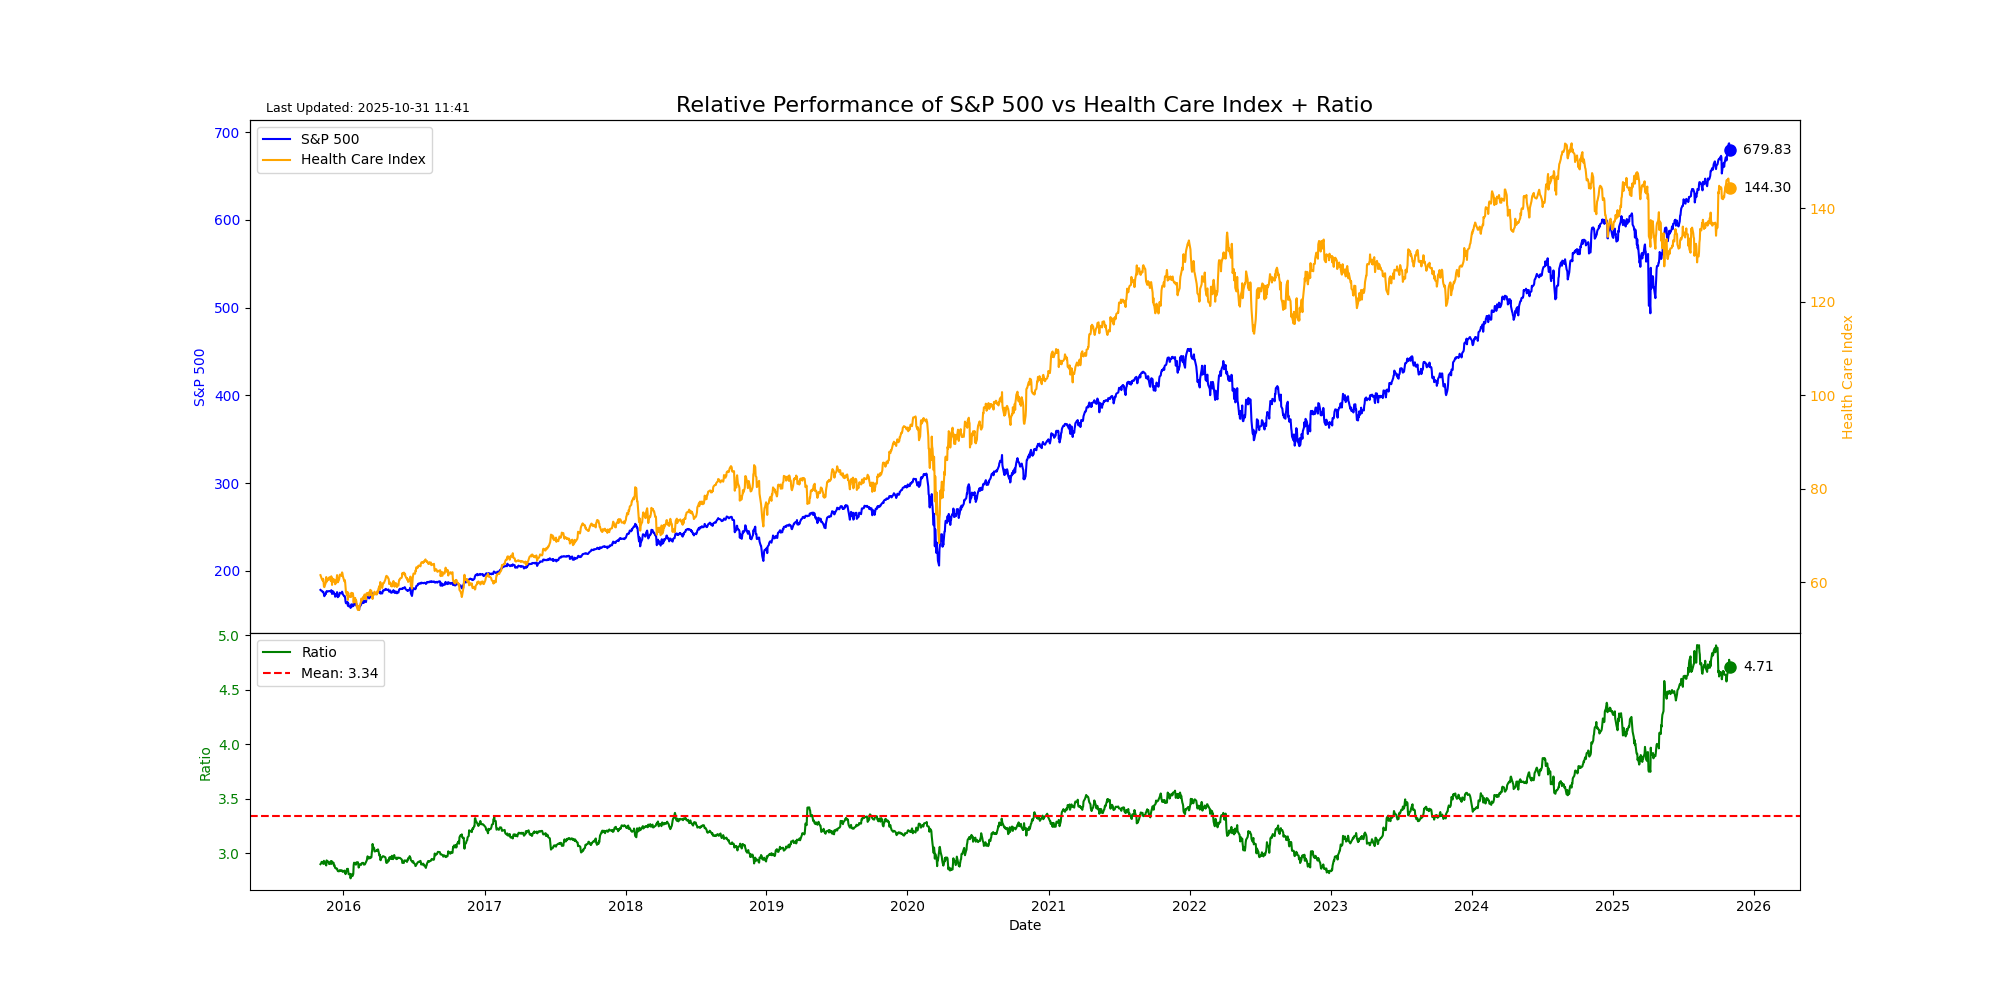 Last Updated: 2025-10-31 11:41
Relative Performance of S&P 500 vs Health Care Index + Ratio
S&P 500
Health Care Index
700
600
500
400
300
200
S&P 500
679.83
144.30
140
120
100
80
60
Health Care Index
Ratio
Mean: 3.34
5.0
4.5
4.0
3.5
3.0
Ratio
4.71
2016 2017 2018 2019 2020 2021 2022 2023 2024 2025 2026
Date